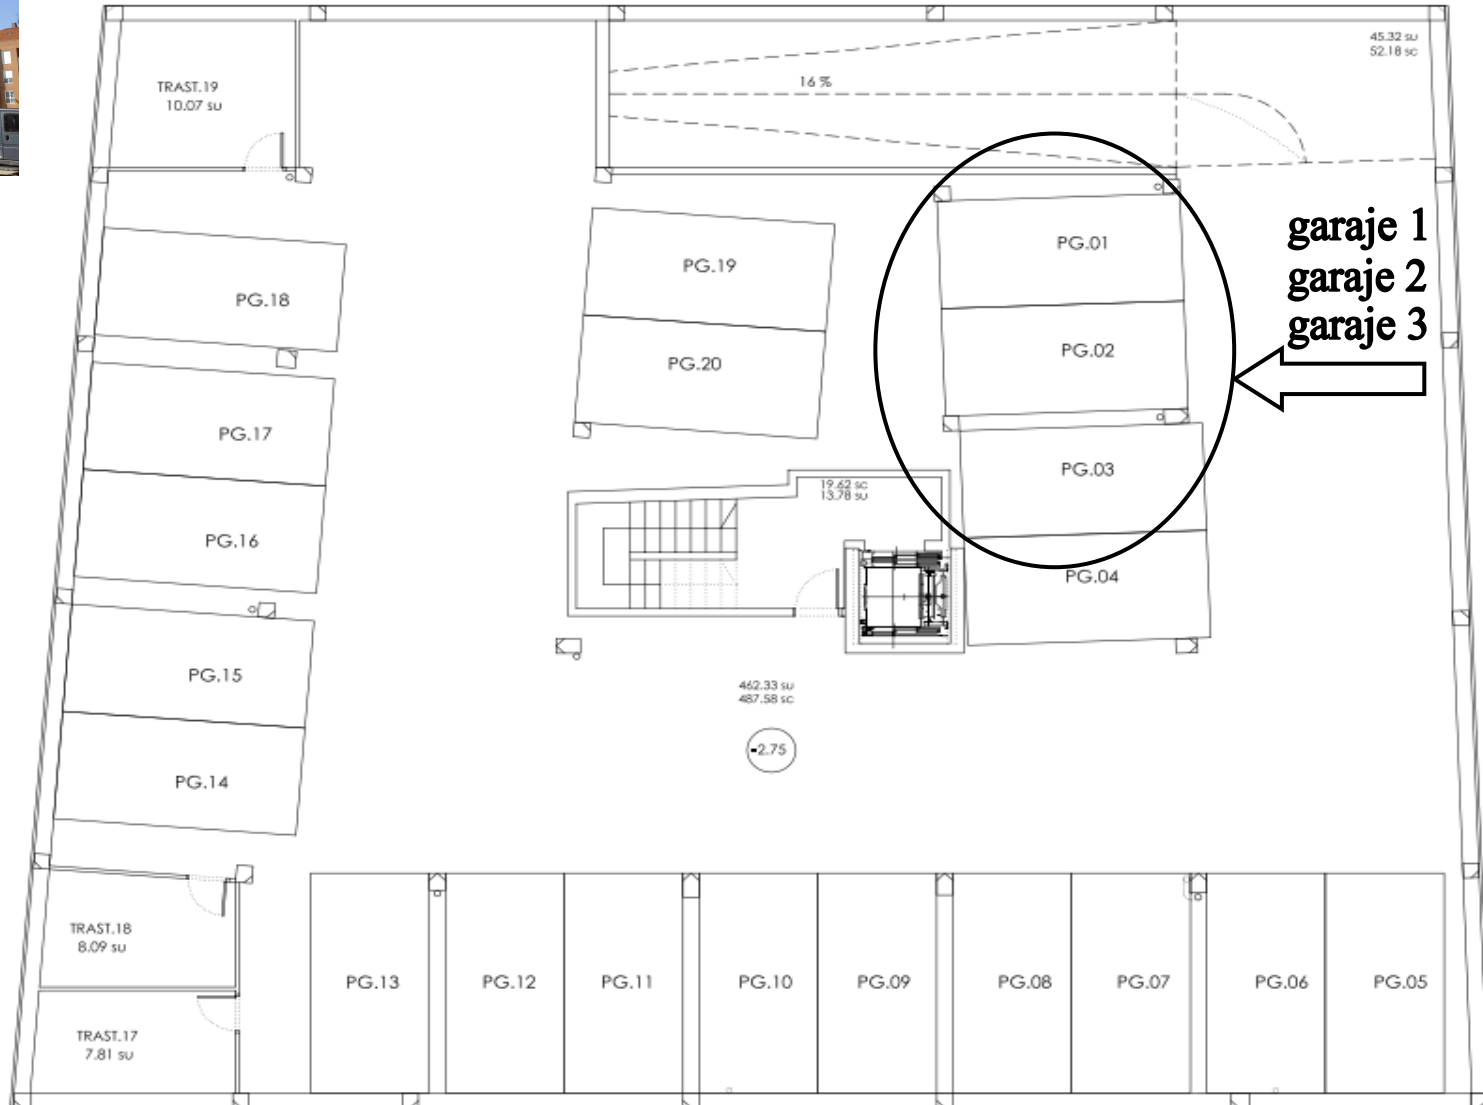 45.32 su
52.18 sc
16 %
TRAST.19
10.07 su
garaje 1
garaje 2
garaje 3
PG.01
PG.19
PG.18
PG.02
PG.20
PG.17
PG.03
19.62 sc
13.78 su
PG.16
PG.04
PG.15
462.33 su
487.58 sc
-2.75
PG.14
TRAST.18
8.09 su
PG.13
PG.12
PG.11
PG.10
PG.09
PG.08
PG.07
PG.06
PG.05
TRAST.17
7.81 su